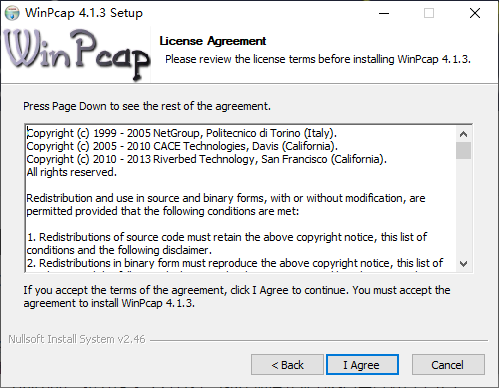 WinPcap 4.1.3 Setup
WinPcap
License Agreement
Please review the license terms before installing WinPcap 4.1.3.
Press Page Down to see the rest of the agreement.
Copyright (c) 1999 - 2005 NetGroup, Politecnico di Torino (Italy).
Copyright (c) 2005 - 2010 CACE Technologies, Davis (California).
Copyright (c) 2010 - 2013 Riverbed Technology, San Francisco (California).
All rights reserved.
Redistribution and use in source and binary forms, with or without modification, are
permitted provided that the following conditions are met:
1. Redistributions of source code must retain the above copyright notice, this list of
conditions and the following disclaimer.
2. Redistributions in binary form must reproduce the above copyright notice, this list of
If you accept the terms of the agreement, click I Agree to continue. You must accept the
agreement to install WinPcap 4.1.3.
Nullsoft Install System v2.46
< Back
I Agree
Cancel